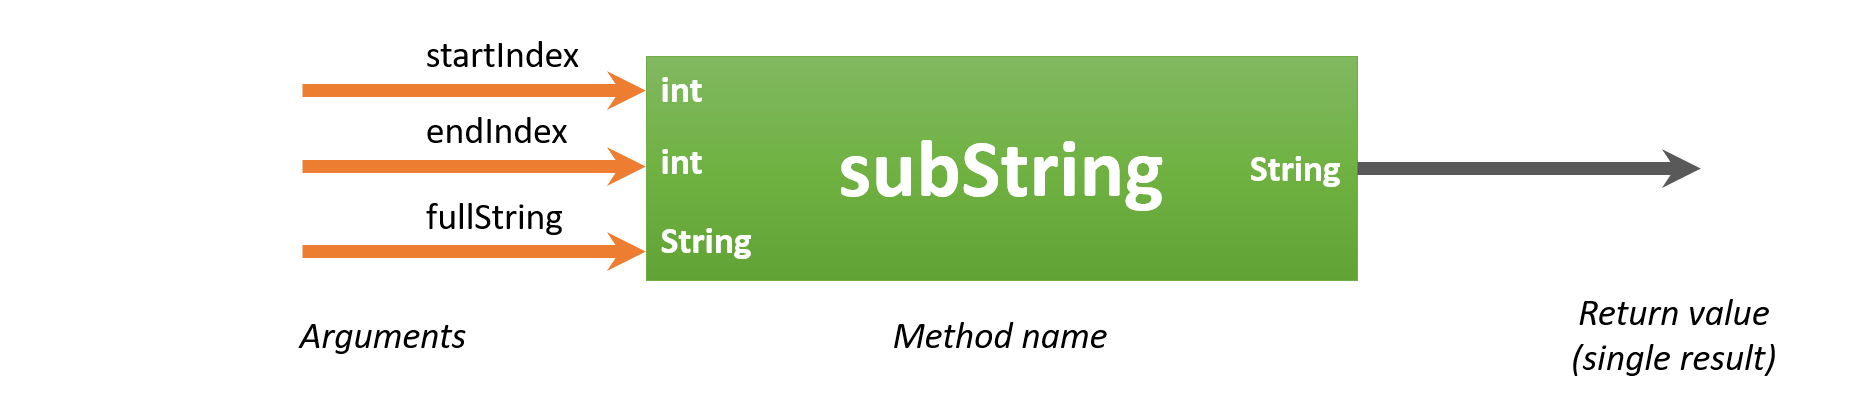 startIndex
int
endIndex
int
subString
String
fullString
String
Arguments
Method name
Return value
(single result)